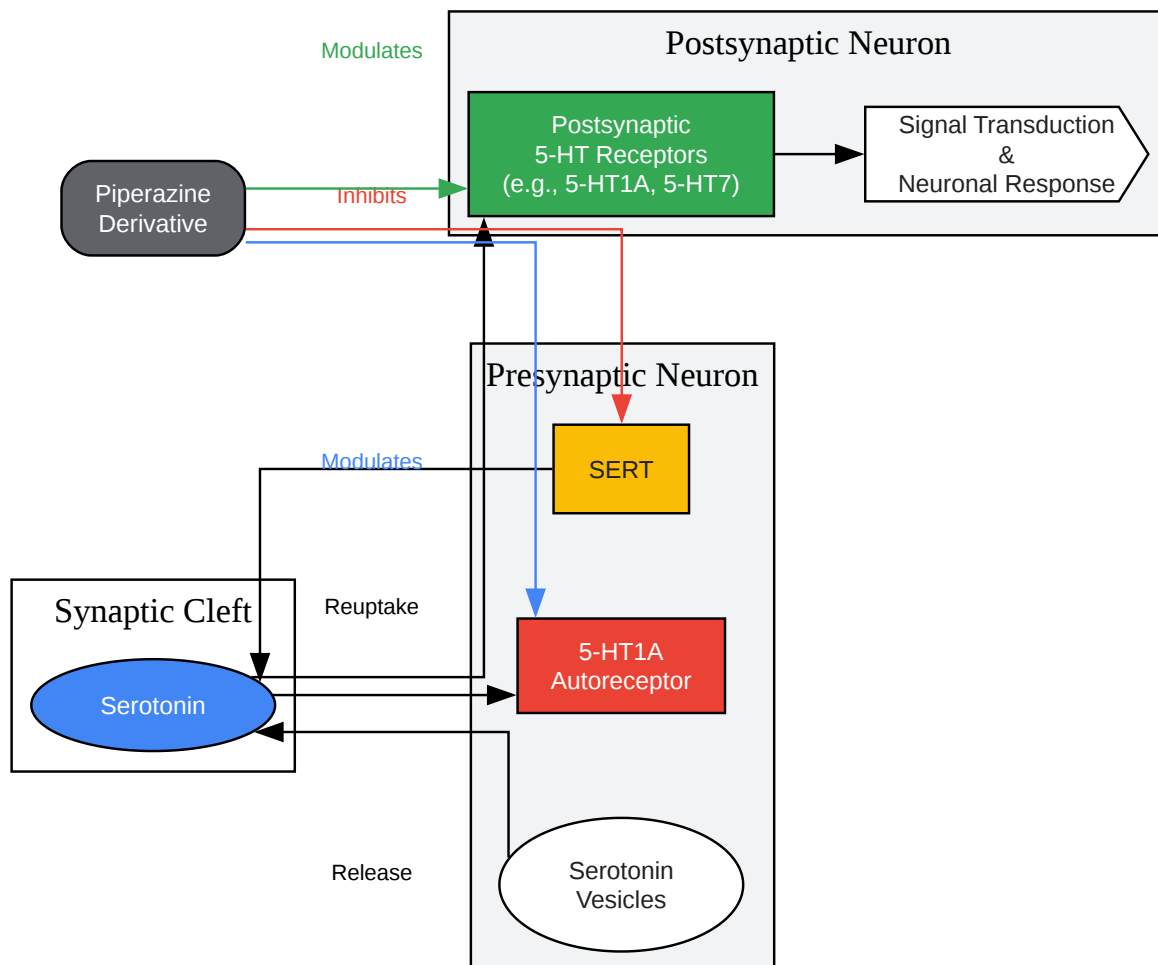 Modulates
Postsynaptic Neuron
Postsynaptic
5-HT Receptors
(e.g., 5-HT1A, 5-HT7)
Signal Transduction
&
Neuronal Response
Piperazine
Derivative
Inhibits
Presynaptic Neuron
SERT
Modulates
Synaptic Cleft
Reuptake
5-HT1A
Autoreceptor
Serotonin
Release
Serotonin
Vesicles